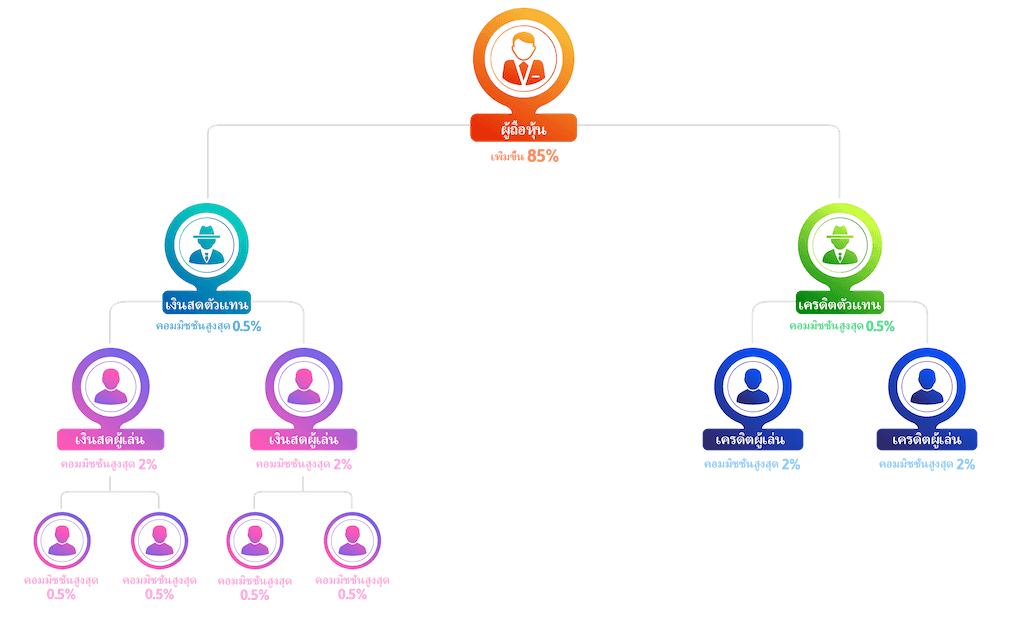 ผู้ถือหุ้น
เพิ่มขึ้น 85%
เงินสดตัวแทน
เครดิตตัวแทน
คอมมิชชันสูงสุด 0.5%
คอมมิชชันสูงสุด 0.5%
เงินสดผู้เล่น
เงินสดผู้เล่น
เครดิตผู้เล่น
เครดิตผู้เล่น
คอมมิชชันสูงสุด 2%
คอมมิชชันสูงสุด 2%
คอมมิชชันสูงสุด 2%
คอมมิชชันสูงสุด 2%
คอมมิชชันสูงสุด
0.5%
คอมมิชชันสูงสุด
0.5%
คอมมิชชันสูงสุด
0.5%
คอมมิชชันสูงสุด
0.5%